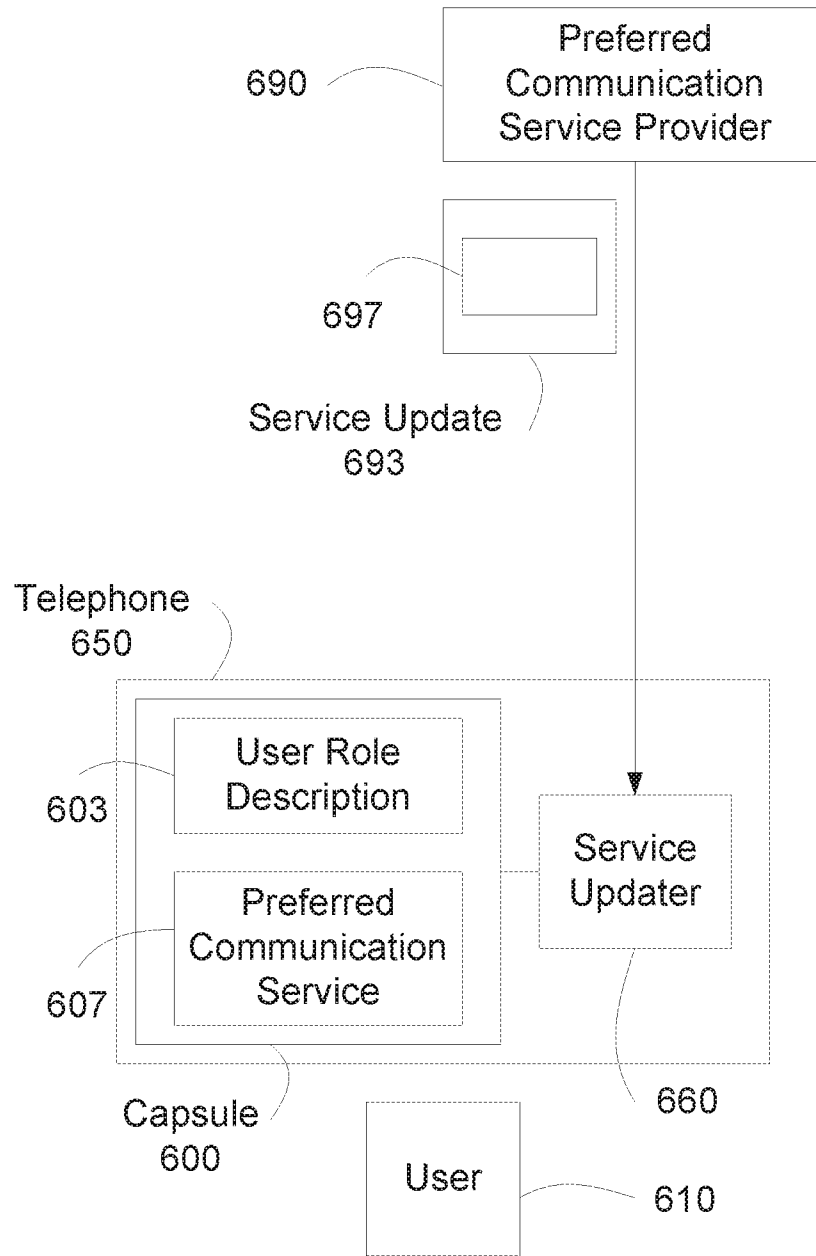 Preferred
Communication
Service Provider
690
697
Service Update
693
Telephone
650
User Role
Description
603
Service
Updater
Preferred
Communication
Service
607
660
Capsule
600
User
610